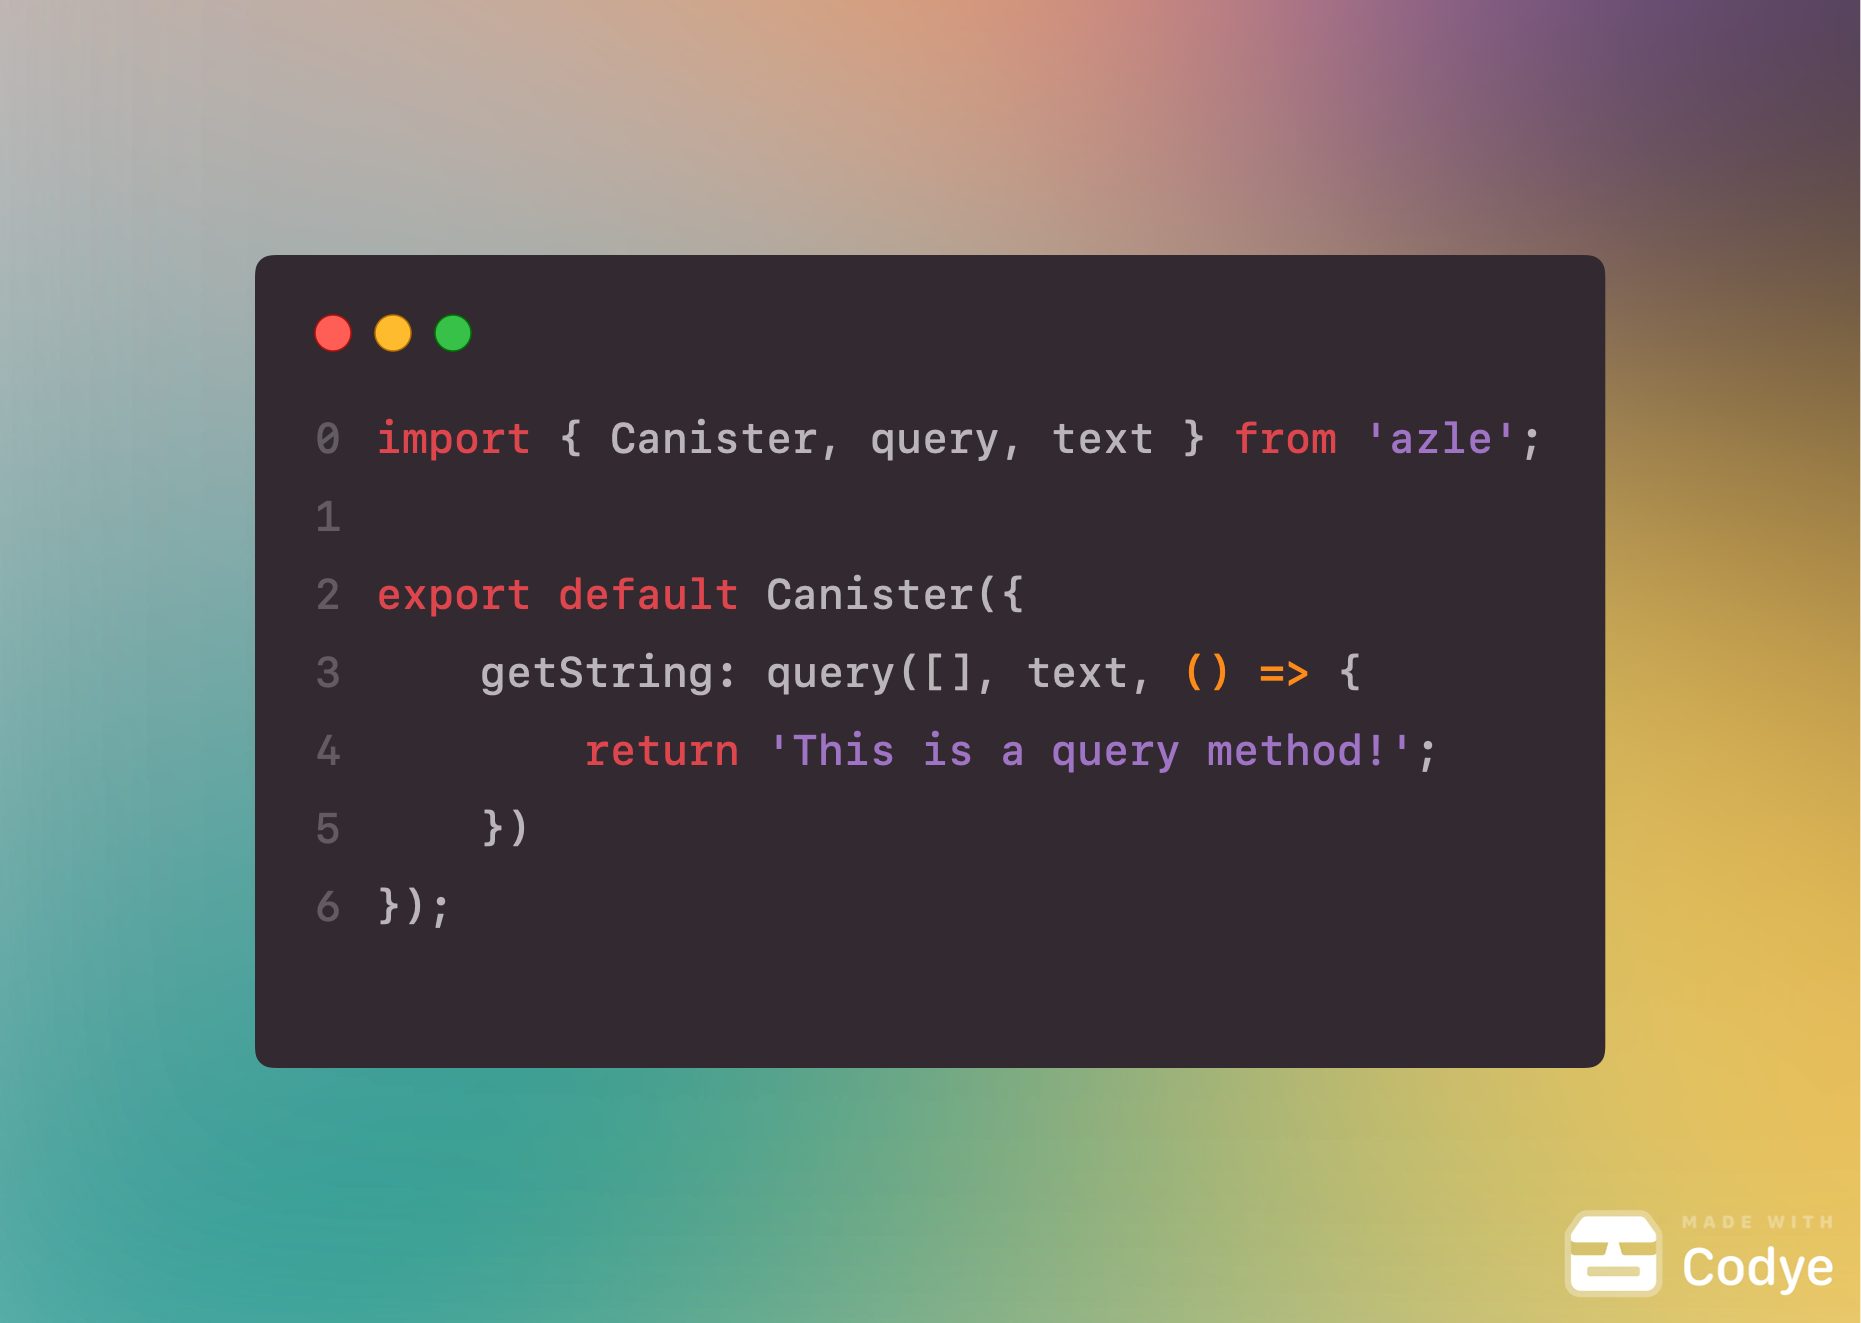 0 import { Canister, query, text } from 'azle';
1
2 export default Canister({
3     getString: query([], text, () => {
4         return 'This is a query method!';
5     })
6 });
MADE WITH
Codye